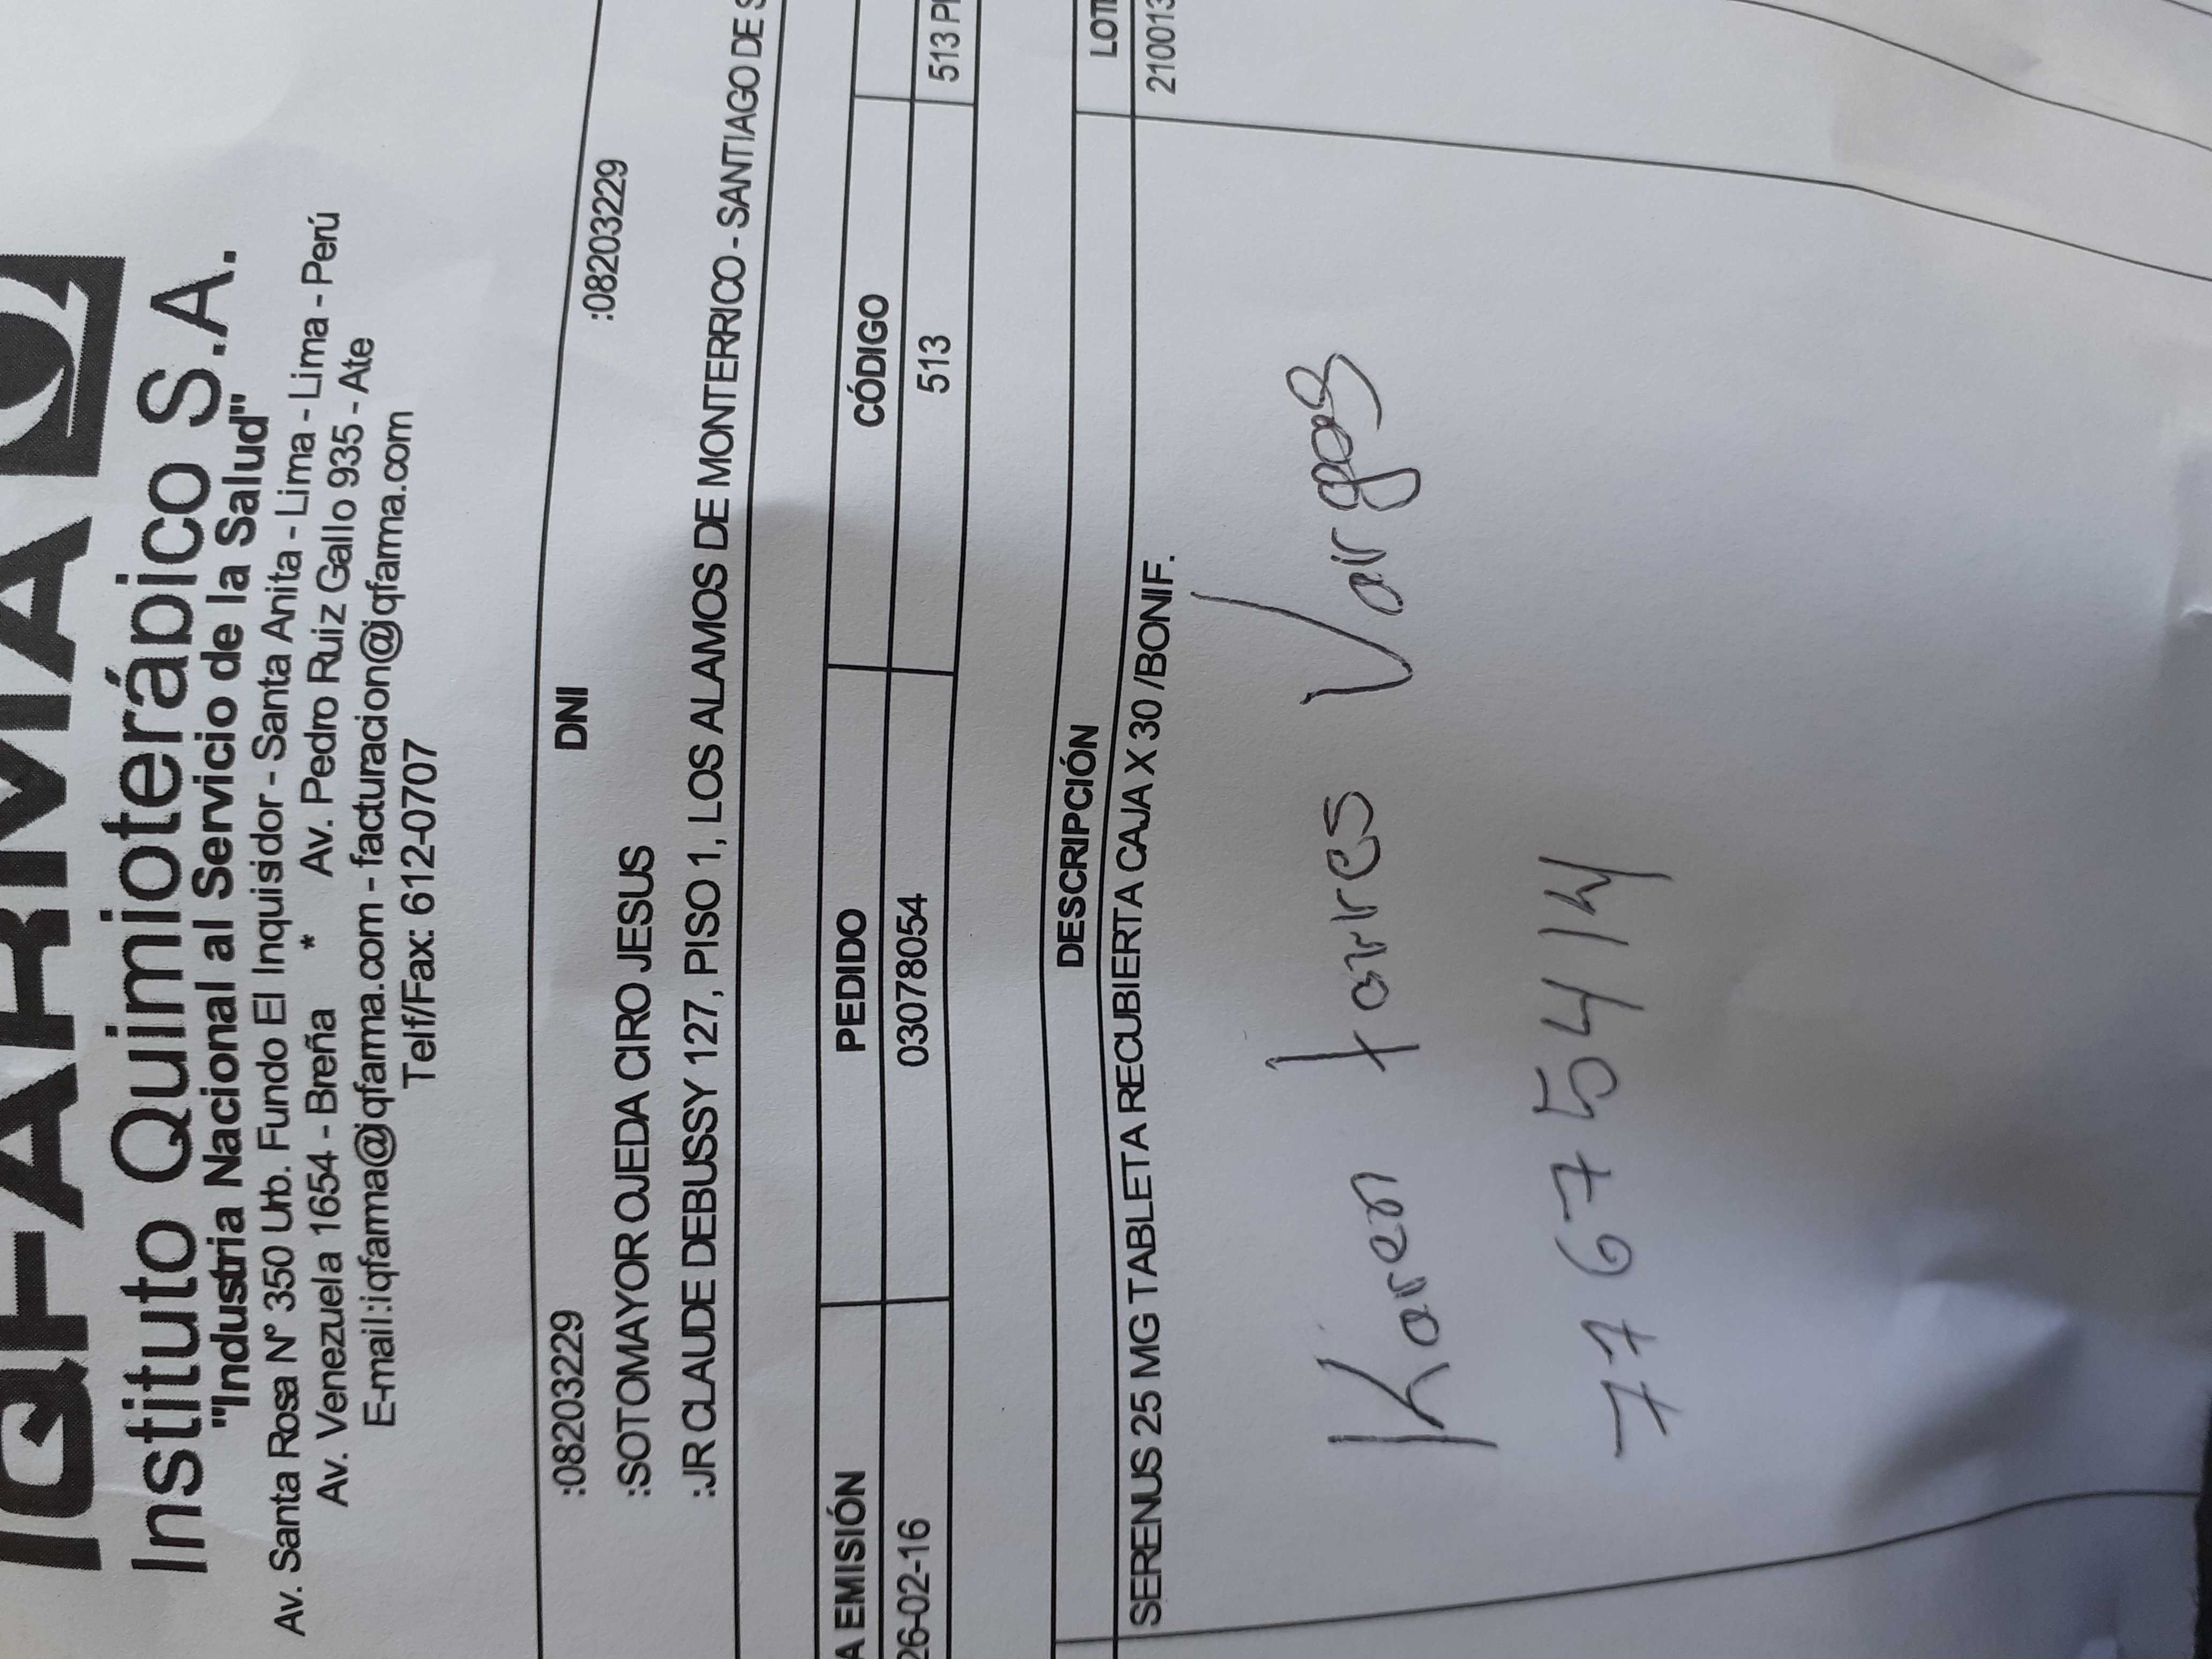 QFARMA
Instituto Quimioterápico S.A.
"Industria Nacional al Servicio de la Salud"
Av. Santa Rosa N° 350 Urb. Fundo El Inquisidor - Santa Anita - Lima - Lima - Perú
Av. Venezuela 1654 - Breña * Av. Pedro Ruiz Gallo 935 - Ate
E-mail:iqfarma@iqfarma.com - facturacion@iqfarma.com
Telf/Fax: 612-0707
:08203229 DNI :08203229
:SOTOMAYOR OJEDA CIRO JESUS
:JR CLAUDE DEBUSSY 127, PISO 1, LOS ALAMOS DE MONTERRICO - SANTIAGO DE S
A EMISIÓN PEDIDO CÓDIGO
26-02-16 03078054 513 513
DESCRIPCIÓN LOT
SERENUS 25 MG TABLETA RECUBIERTA CAJA X 30 /BONIF. 210013
Karen torres Vargas
77675414